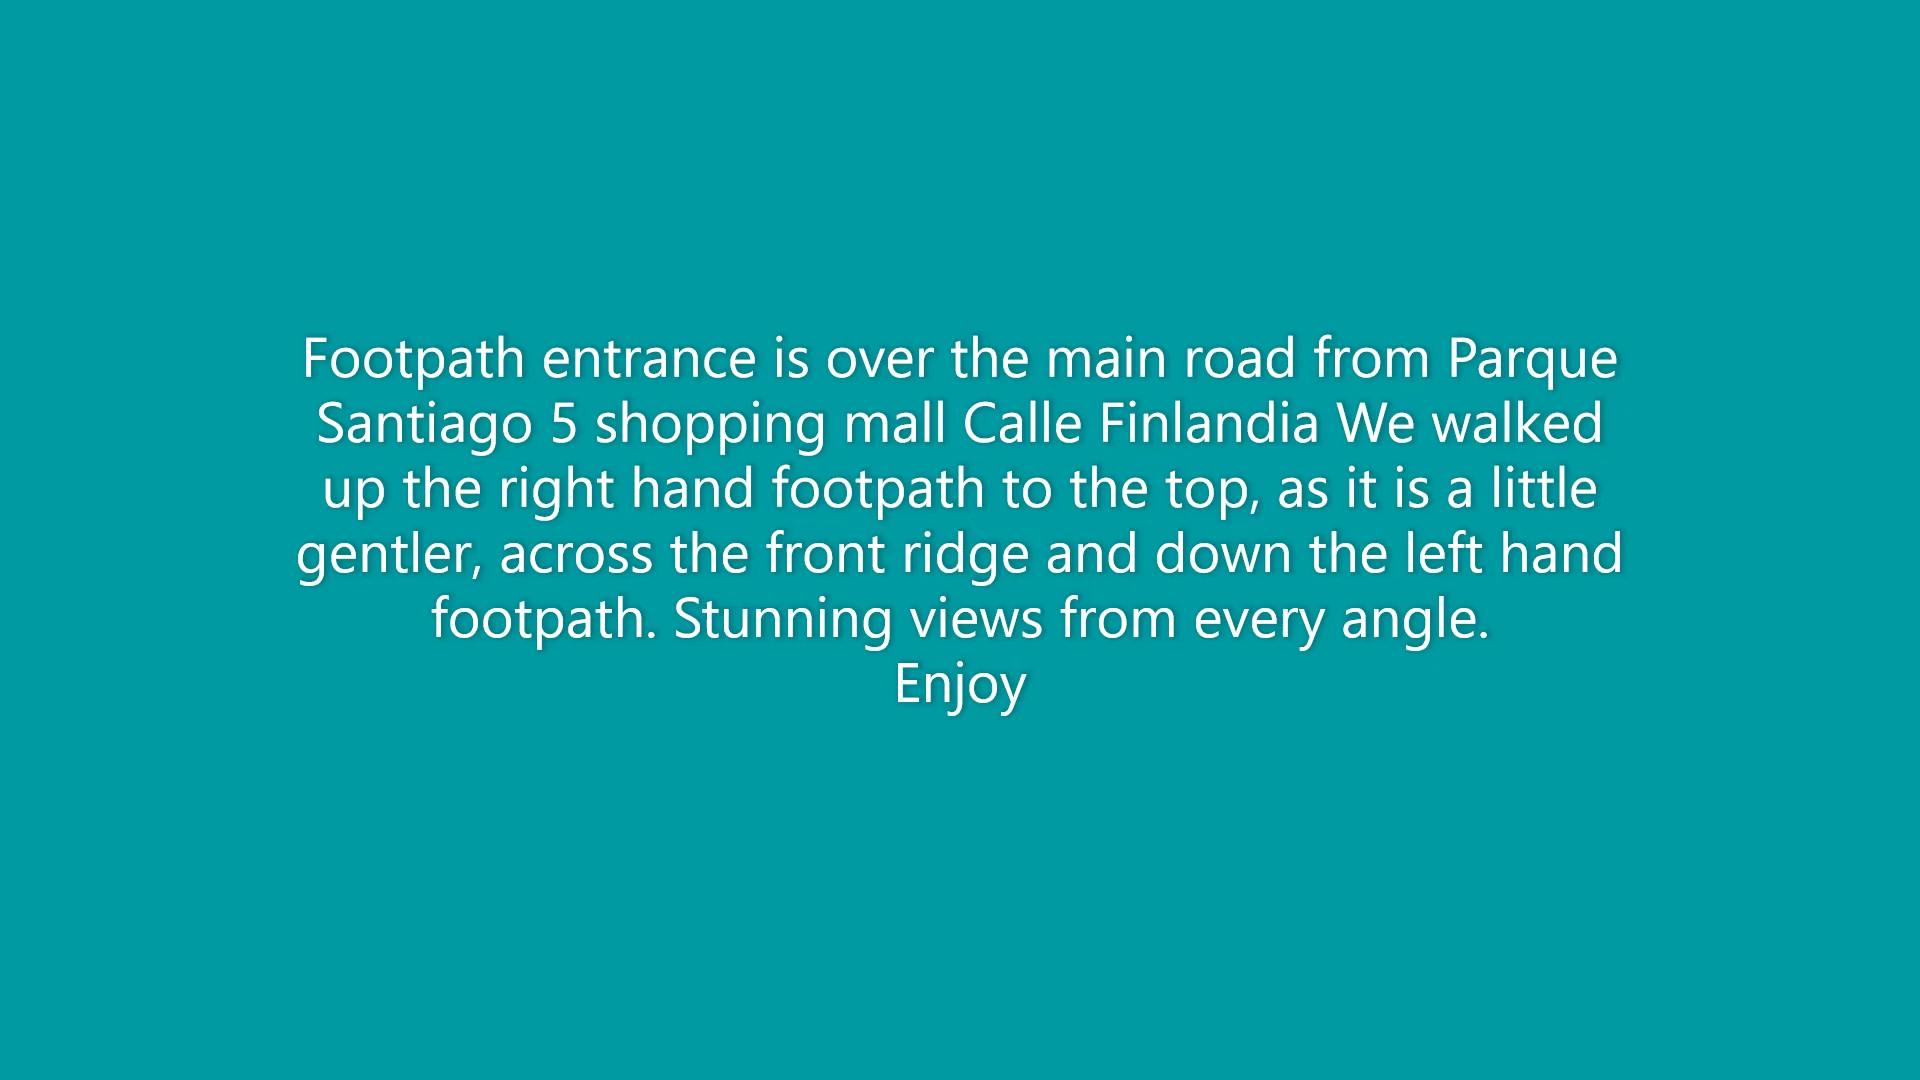 Footpath entrance is over the main road from Parque
Santiago 5 shopping mall Calle Finlandia We walked
up the right hand footpath to the top, as it is a little
gentler, across the front ridge and down the left hand
footpath. Stunning views from every angle.
Enjoy